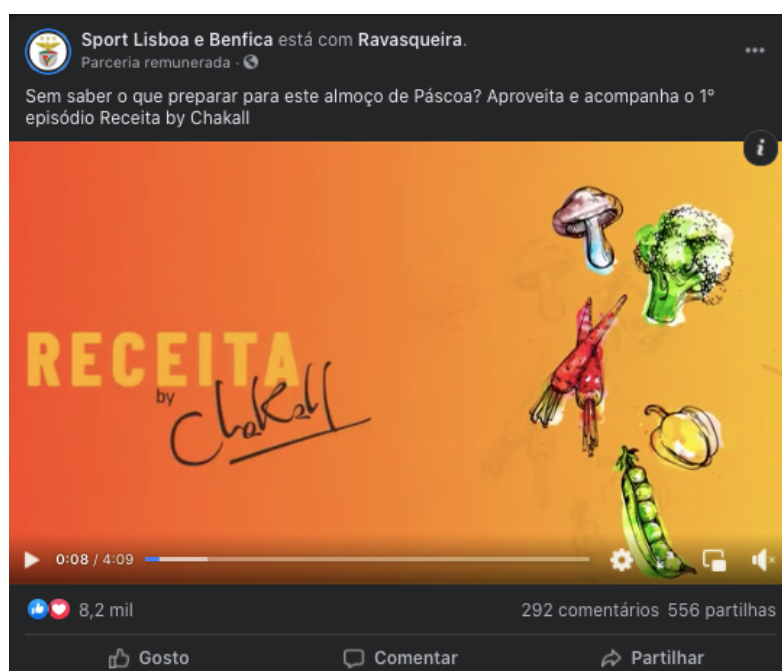 Sport Lisboa e Benfica está com Ravasqueira.
Parceria remunerada ·
Sem saber o que preparar para este almoço de Páscoa? Aproveita e acompanha o 1º
episódio Receita by Chakall
RECEITA
by
Chakall
0:08 / 4:09
8,2 mil
292 comentários 556 partilhas
Gosto
Comentar
Partilhar